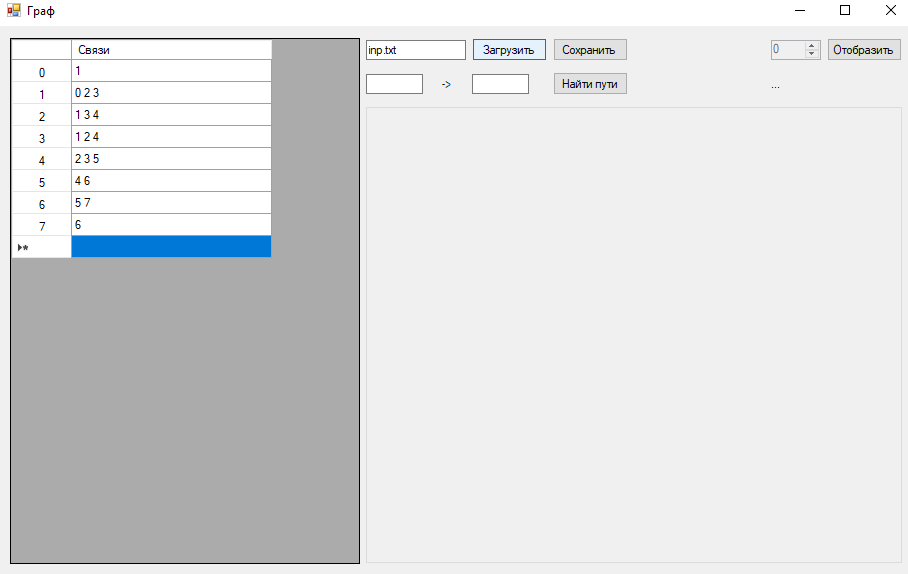 Граф
Связи
0 1
1 0 2 3
2 1 3 4
3 1 2 4
4 2 3 5
5 4 6
6 5 7
7 6
inp.txt Загрузить Сохранить 0 Отобразить
-> Найти пути ...